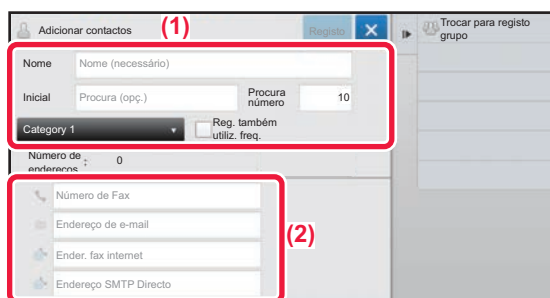 Adicionar contactos
(1)
Registo
Trocar para registo
grupo
Nome
Nome (necessário)
Inicial
Procura (opç.)
Procura
número
10
Category 1
Reg. também
utiliz. freq.
Número de
endereços
:
0
(2)
Número de Fax
Endereço de e-mail
Ender. fax internet
Endereço SMTP Directo